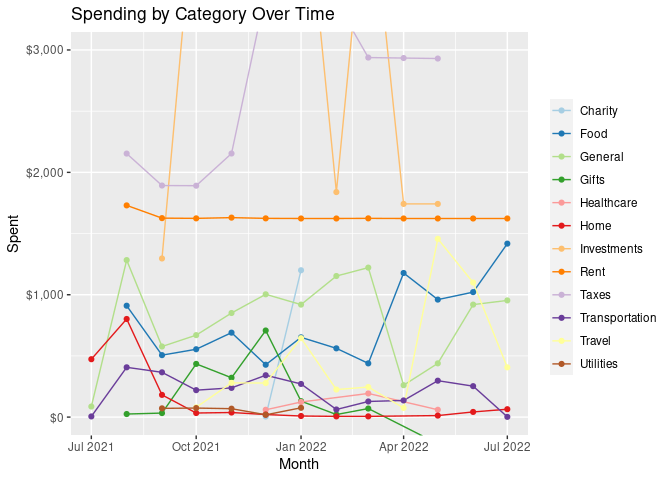 Spending by Category Over Time
$3,000
$2,000
$1,000
$0
Spent
Jul 2021
Oct 2021
Jan 2022
Apr 2022
Jul 2022
Month
Charity
Food
General
Gifts
Healthcare
Home
Investments
Rent
Taxes
Transportation
Travel
Utilities